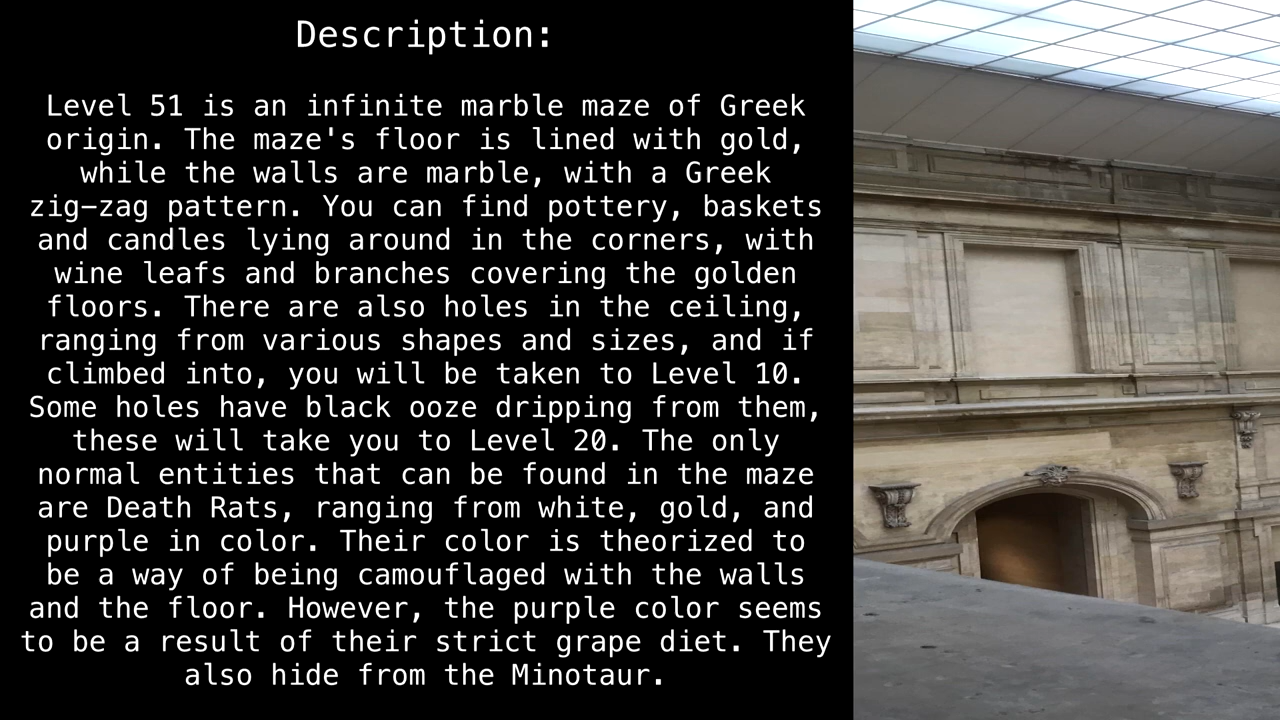 Description:
Level 51 is an infinite marble maze of Greek
origin. The maze's floor is lined with gold,
while the walls are marble, with a Greek
zig-zag pattern. You can find pottery, baskets
and candles lying around in the corners, with
wine leafs and branches covering the golden
floors. There are also holes in the ceiling,
ranging from various shapes and sizes, and if
climbed into, you will be taken to Level 10.
Some holes have black ooze dripping from them,
these will take you to Level 20. The only
normal entities that can be found in the maze
are Death Rats, ranging from white, gold, and
purple in color. Their color is theorized to
be a way of being camouflaged with the walls
and the floor. However, the purple color seems
to be a result of their strict grape diet. They
also hide from the Minotaur.